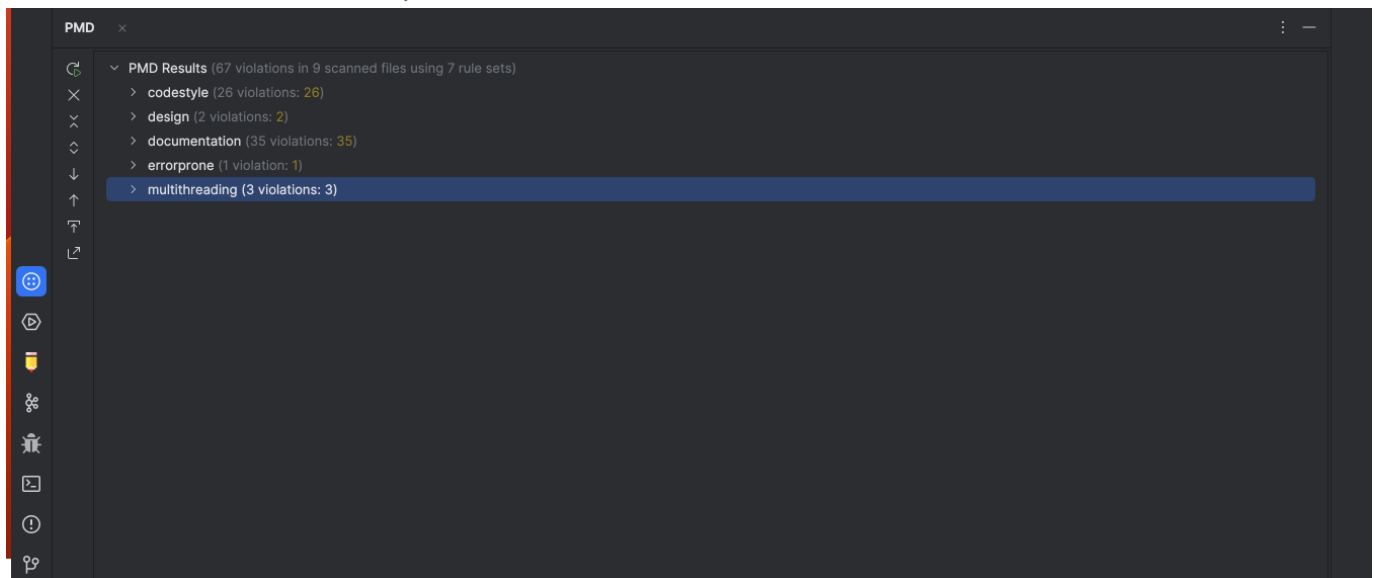 PMD
PMD Results (67 violations in 9 scanned files using 7 rule sets)
codestyle (26 violations: 26)
design (2 violations: 2)
documentation (35 violations: 35)
errorprone (1 violation: 1)
multithreading (3 violations: 3)